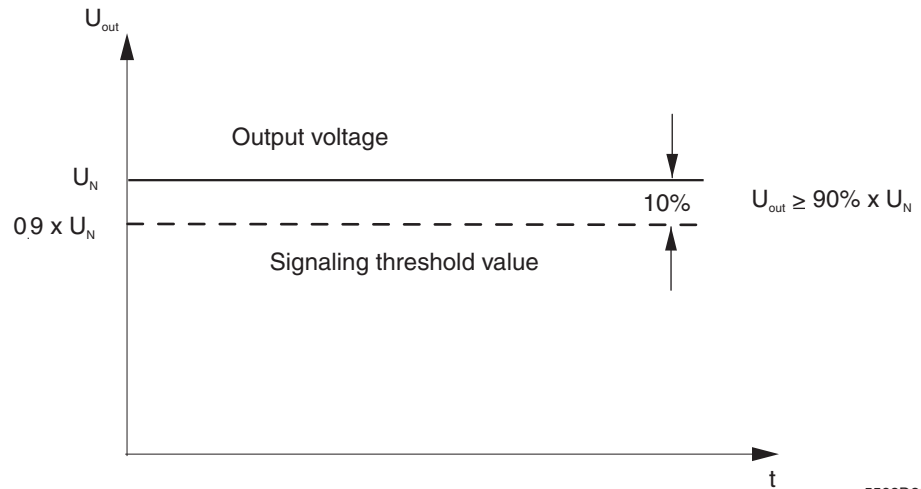 U_out
Output voltage
U_N
10%
U_out ≥ 90% x U_N
0.9 x U_N
Signaling threshold value
t